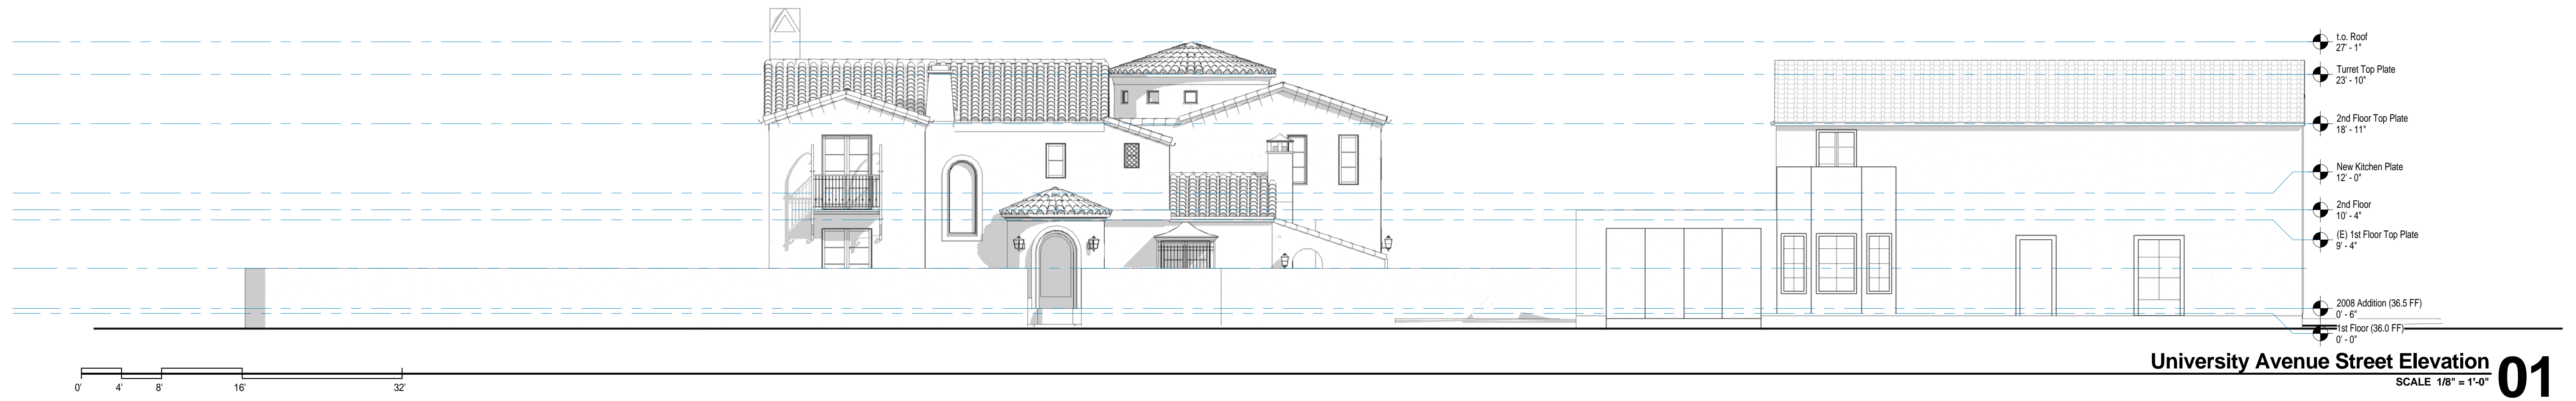 t.o. Roof
27' - 1"
Turret Top Plate
23' - 10"
2nd Floor Top Plate
18' - 11"
New Kitchen Plate
12' - 0"
2nd Floor
10' - 4"
(E) 1st Floor Top Plate
9' - 4"
2008 Addition (36.5 FF)
0' - 6"
1st Floor (36.0 FF)
0' - 0"
0' 4' 8' 16' 32'
University Avenue Street Elevation
SCALE 1/8" = 1'-0"
01